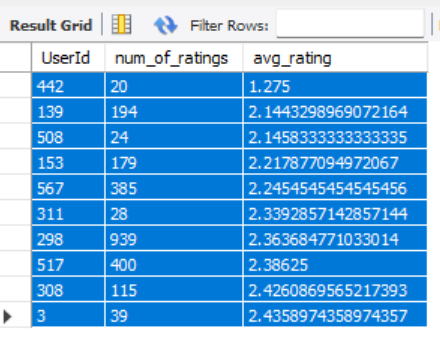 Result Grid Filter Rows:
UserId num_of_ratings avg_rating
442 20 1.275
139 194 2.1443298969072164
508 24 2.1458333333333335
153 179 2.217877094972067
567 385 2.2454545454545456
311 28 2.3392857142857144
298 939 2.363684771033014
517 400 2.38625
308 115 2.4260869565217393
3 39 2.4358974358974357